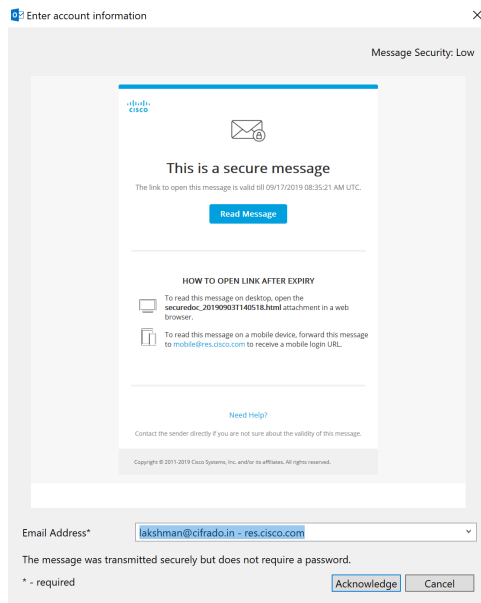 Enter account information
Message Security: Low
CISCO
This is a secure message
The link to open this message is valid till 09/17/2019 08:35:21 AM UTC.
Read Message
HOW TO OPEN LINK AFTER EXPIRY
To read this message on desktop, open the
securedoc_20190903T140518.html attachment in a web
browser.
To read this message on a mobile device, forward this message
to mobile@res.cisco.com to receive a mobile login URL.
Need Help?
Contact the sender directly if you are not sure about the validity of this message.
Copyright © 2011-2019 Cisco Systems, Inc. and/or its affiliates. All rights reserved.
Email Address* lakshman@cifrado.in - res.cisco.com
The message was transmitted securely but does not require a password.
* - required Acknowledge Cancel